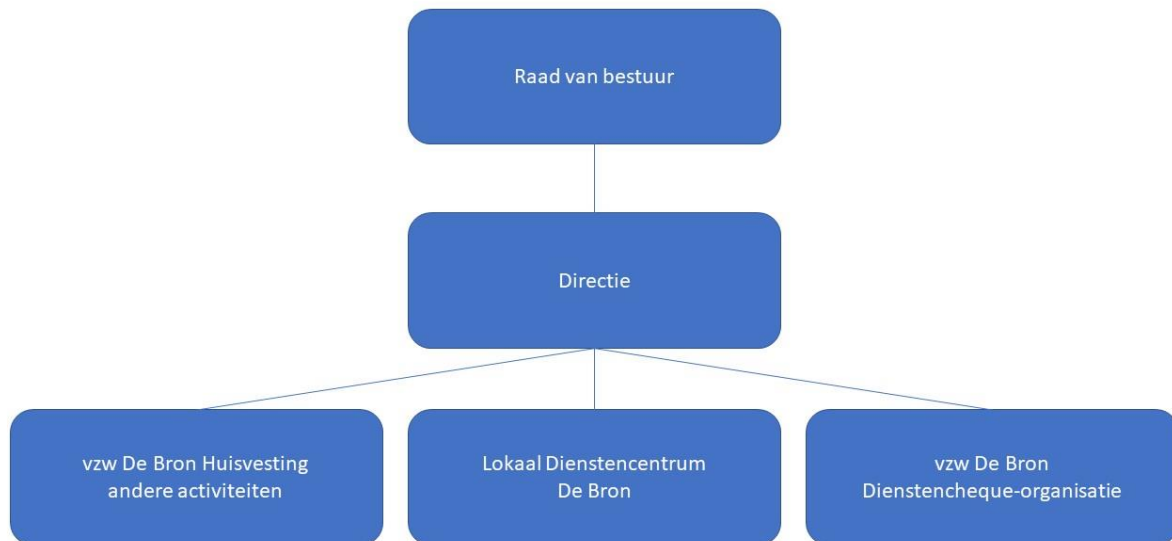 Raad van bestuur
Directie
vzw De Bron Huisvesting
andere activiteiten
Lokaal Dienstencentrum
De Bron
vzw De Bron
Dienstencheque-organisatie